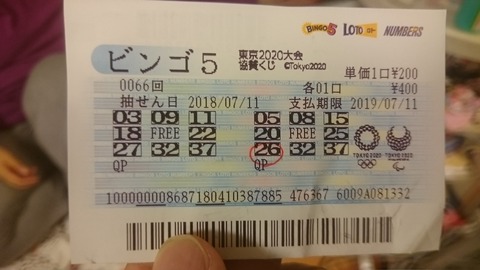 BINGO5 LOTO NUMBERS
ビンゴ5 東京2020大会
協賛くじ ©Tokyo2020
単価1口¥200
0066回 各01口 ¥400
抽せん日 2018/07/11 支払期限 2019/07/11
03 09 11 05 08 15
18 FREE 22 20 FREE 25
27 32 37 26 32 37
TOKYO 2020 TOKYO 2020
QP QP
100000008687180410387885 476367 6009A081332